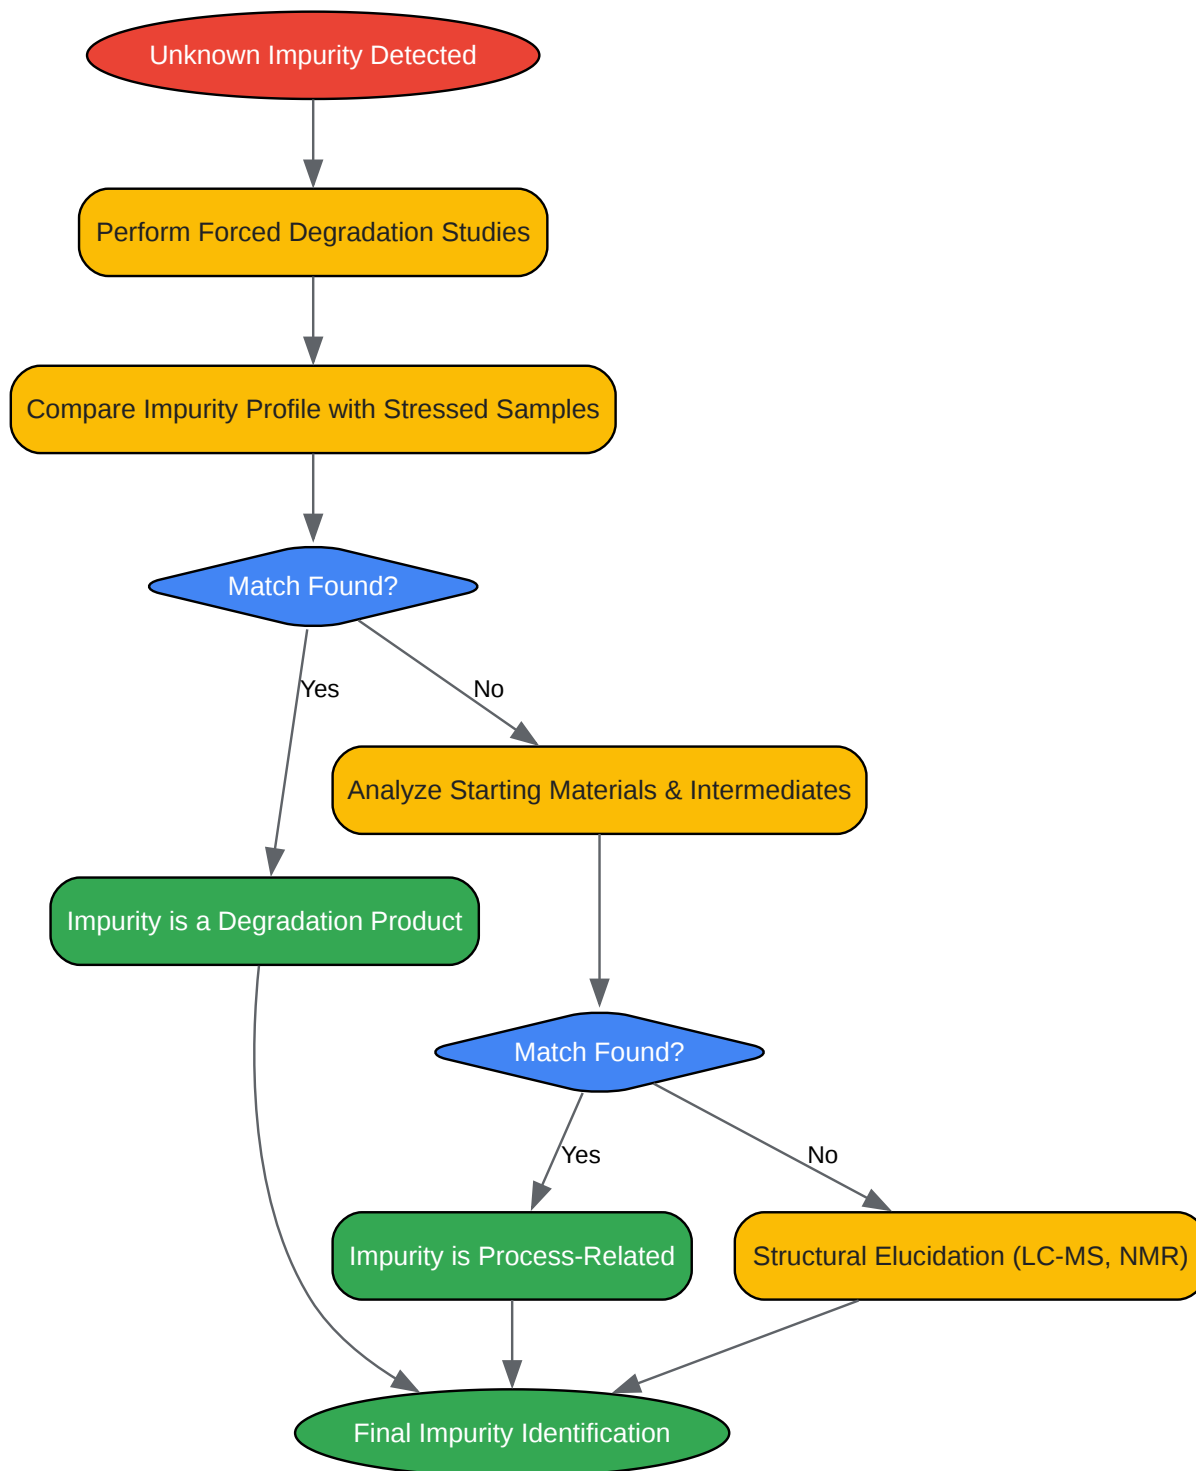 Unknown Impurity Detected
Perform Forced Degradation Studies
Compare Impurity Profile with Stressed Samples
Match Found?
Yes
No
Analyze Starting Materials & Intermediates
Impurity is a Degradation Product
Match Found?
Yes
No
Impurity is Process-Related
Structural Elucidation (LC-MS, NMR)
Final Impurity Identification